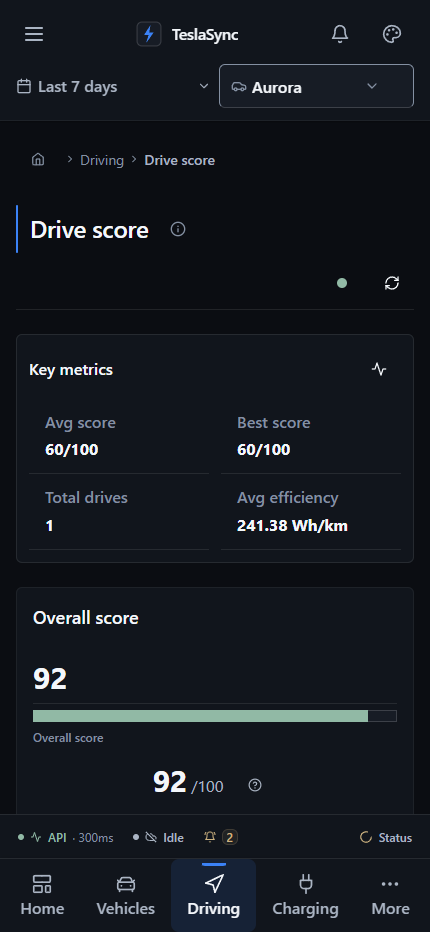 TeslaSync
Last 7 days
Aurora
Driving
Drive score
Drive score
Key metrics
Avg score
Best score
60/100
60/100
Total drives
Avg efficiency
1
241.38 Wh/km
Overall score
92
Overall score
92 /100
API · 300ms
Idle
2
Status
Home
Vehicles
Driving
Charging
More